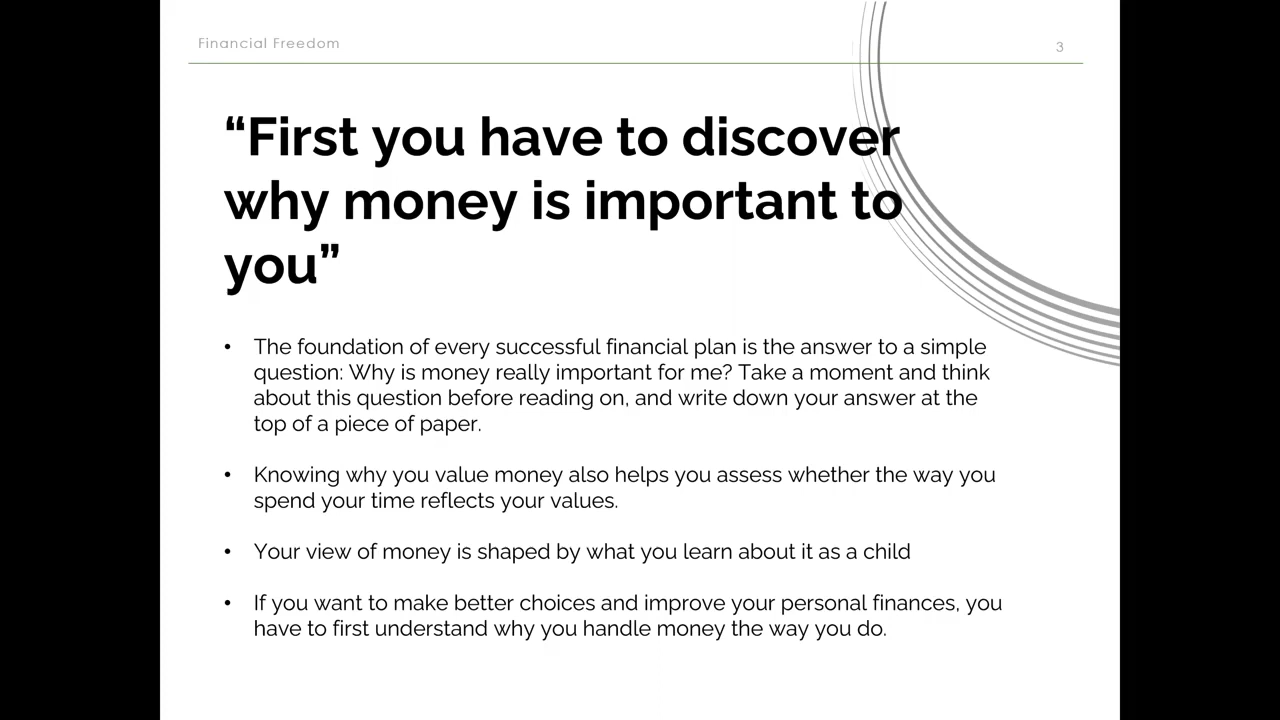 Financial Freedom
3
“First you have to discover
why money is important to
you”
• The foundation of every successful financial plan is the answer to a simple
question: Why is money really important for me? Take a moment and think
about this question before reading on, and write down your answer at the
top of a piece of paper.
• Knowing why you value money also helps you assess whether the way you
spend your time reflects your values.
• Your view of money is shaped by what you learn about it as a child
• If you want to make better choices and improve your personal finances, you
have to first understand why you handle money the way you do.